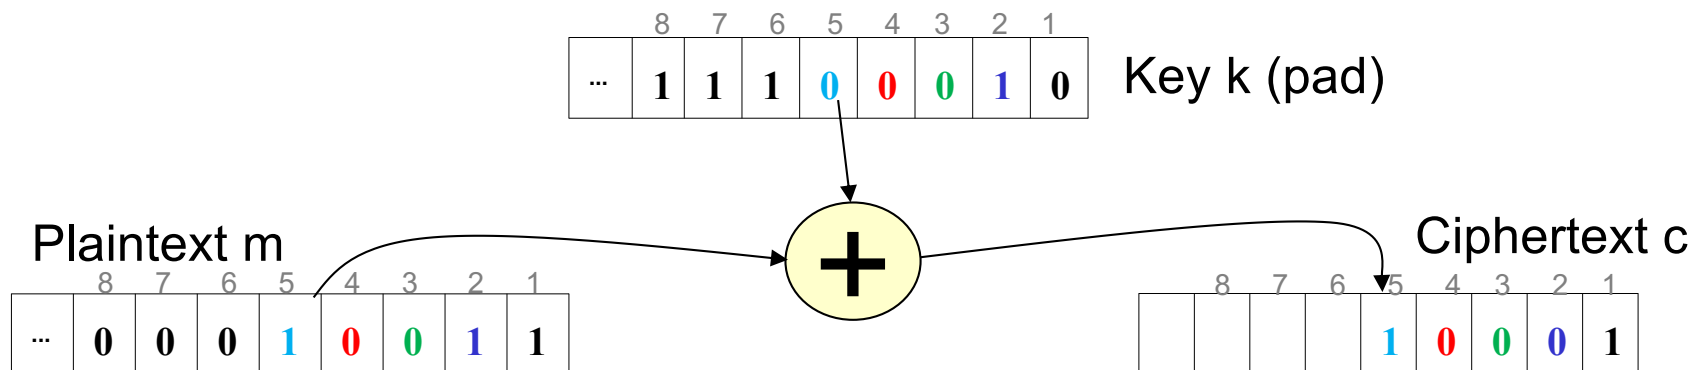 8 7 6 5 4 3 2 1
... 1 1 1 0 0 0 1 0 Key k (pad)
+
Plaintext m
8 7 6 5 4 3 2 1
... 0 0 0 1 0 0 1 1
Ciphertext c
8 7 6 5 4 3 2 1
1 0 0 0 1